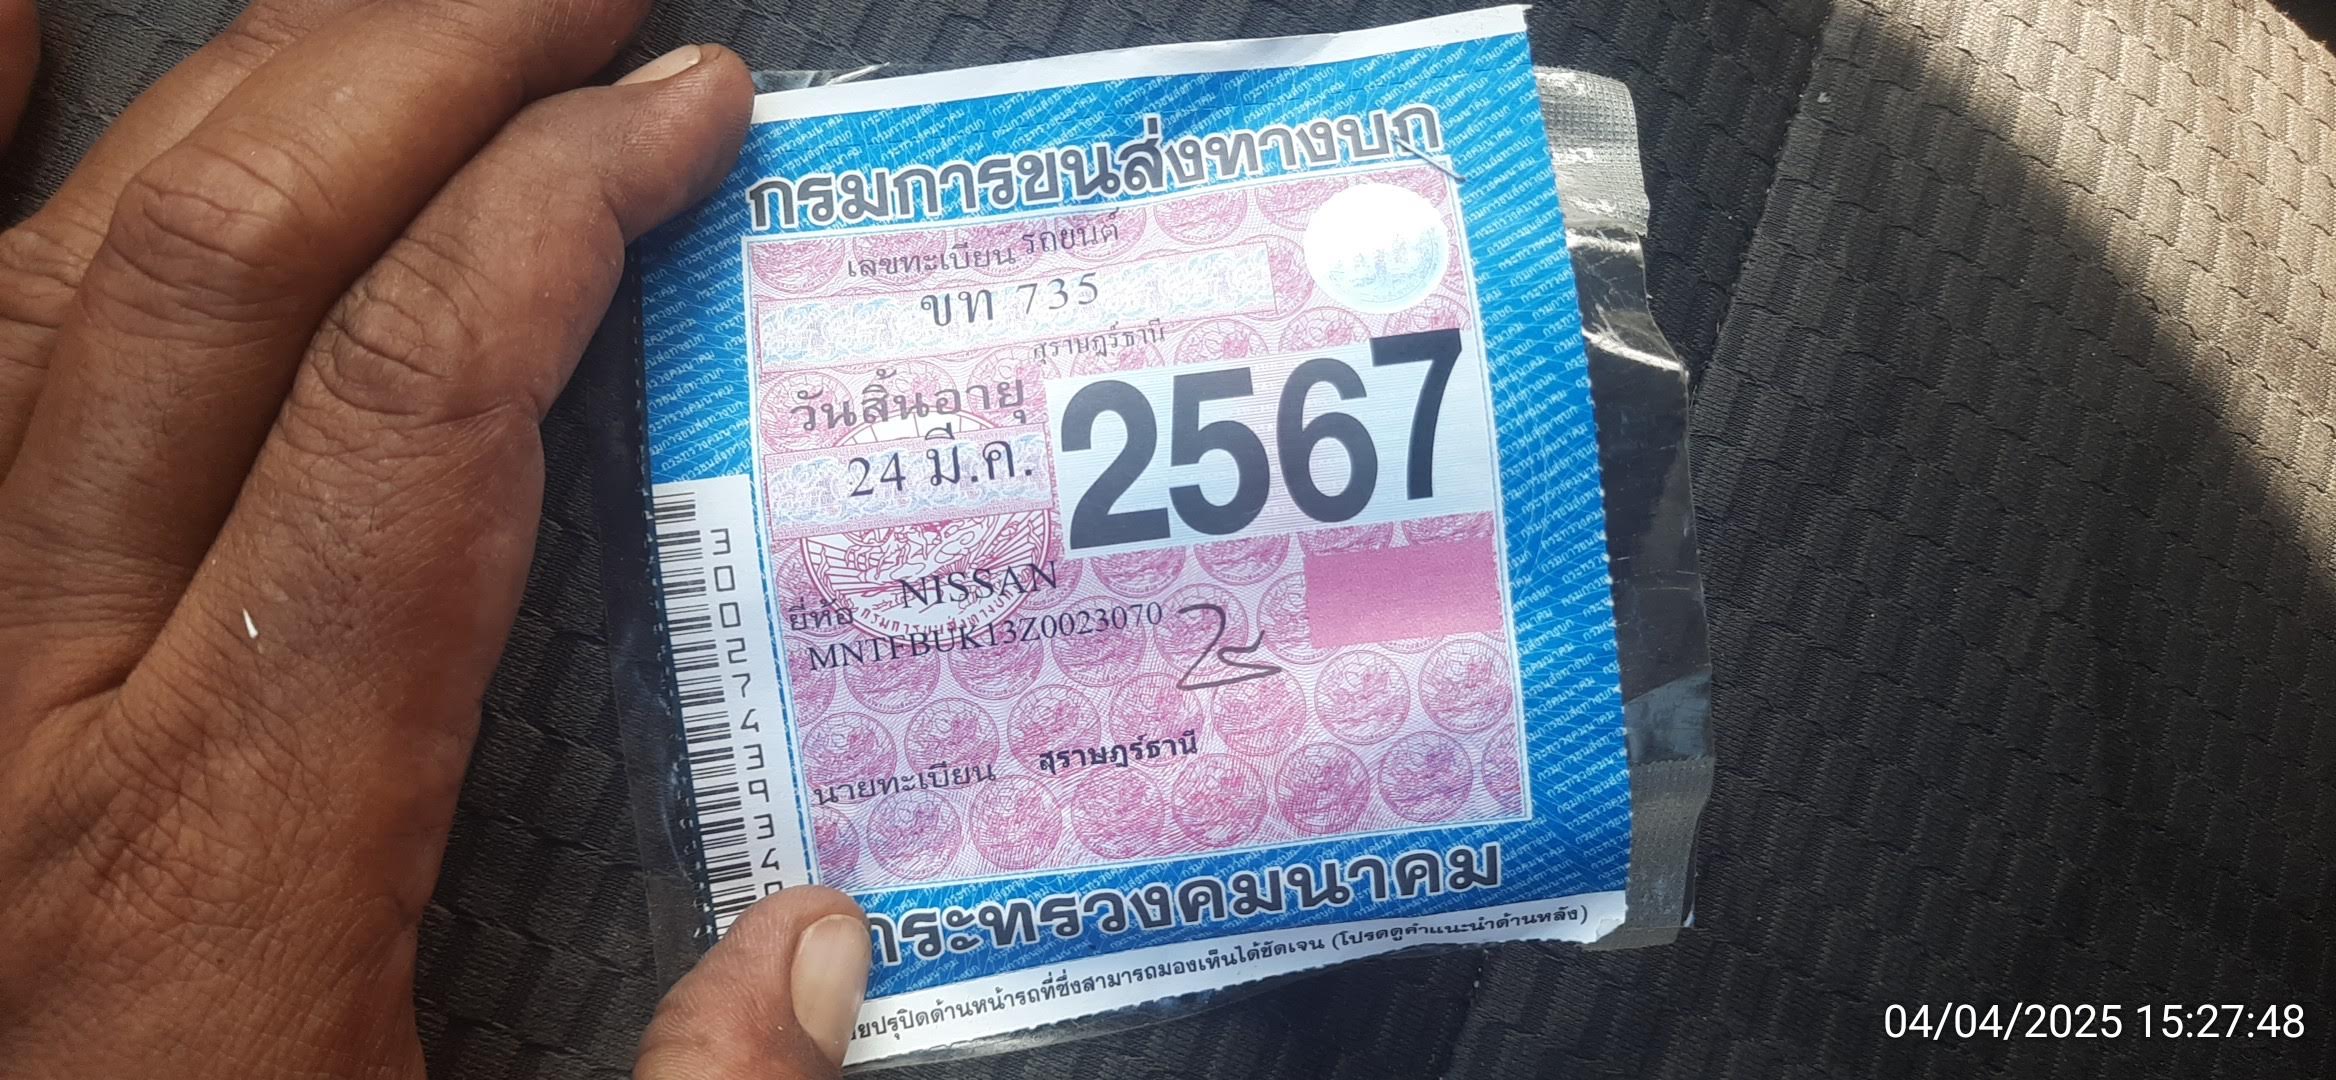 กรมการขนส่งทางบก
เลขทะเบียน รถยนต์
ขท 735
สุราษฎร์ธานี
วันสิ้นอายุ
24 มี.ค.
2567
ยี่ห้อ NISSAN
MNTFBUK13Z0023070
นายทะเบียน สุราษฎร์ธานี
กระทรวงคมนาคม
ปรุปิดด้านหน้ารถที่ซึ่งสามารถมองเห็นได้ชัดเจน (โปรดดูคำแนะนำด้านหลัง)
3002743934
04/04/2025 15:27:48